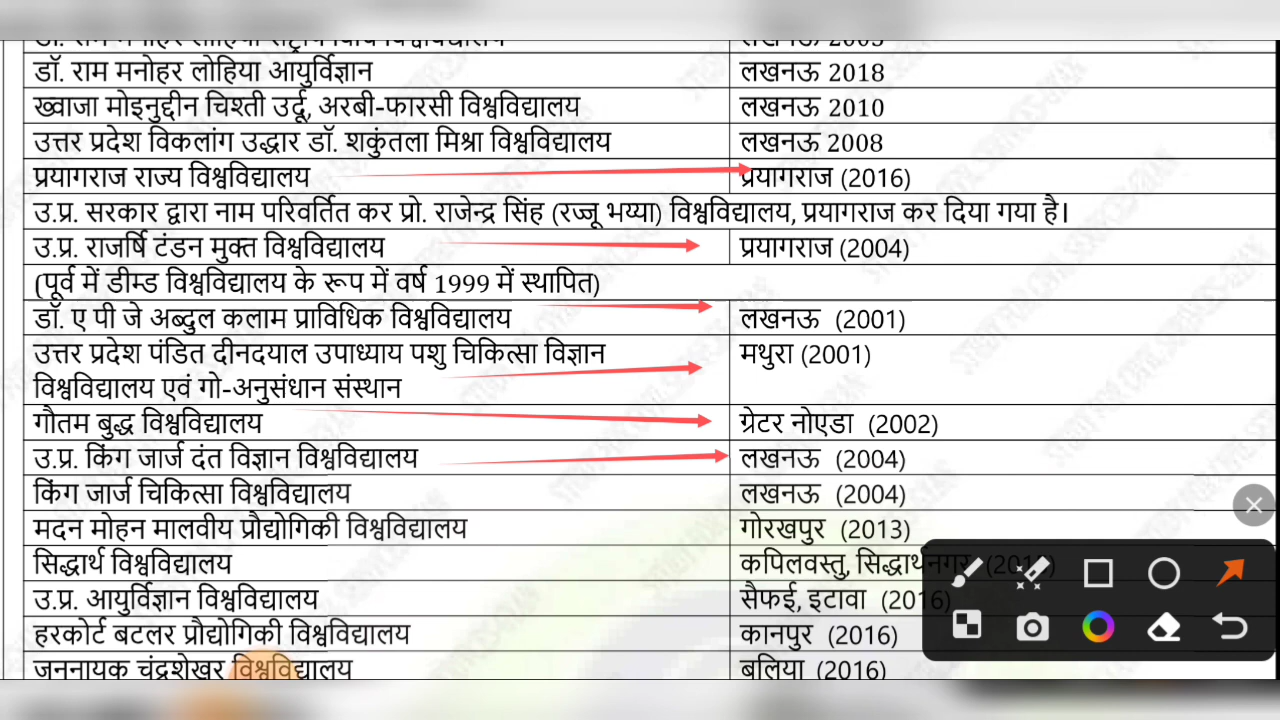 डॉ. राम मनोहर लोहिया आयुर्विज्ञान लखनऊ 2018
ख्वाजा मोइनुद्दीन चिश्ती उर्दू, अरबी-फारसी विश्वविद्यालय लखनऊ 2010
उत्तर प्रदेश विकलांग उद्धार डॉ. शकुंतला मिश्रा विश्वविद्यालय लखनऊ 2008
प्रयागराज राज्य विश्वविद्यालय प्रयागराज (2016)
उ.प्र. सरकार द्वारा नाम परिवर्तित कर प्रो. राजेन्द्र सिंह (रज्जू भय्या) विश्वविद्यालय, प्रयागराज कर दिया गया है।
उ.प्र. राजर्षि टंडन मुक्त विश्वविद्यालय प्रयागराज (2004)
(पूर्व में डीम्ड विश्वविद्यालय के रूप में वर्ष 1999 में स्थापित)
डॉ. ए पी जे अब्दुल कलाम प्राविधिक विश्वविद्यालय लखनऊ (2001)
उत्तर प्रदेश पंडित दीनदयाल उपाध्याय पशु चिकित्सा विज्ञान मथुरा (2001)
विश्वविद्यालय एवं गो-अनुसंधान संस्थान
गौतम बुद्ध विश्वविद्यालय ग्रेटर नोएडा (2002)
उ.प्र. किंग जार्ज दंत विज्ञान विश्वविद्यालय लखनऊ (2004)
किंग जार्ज चिकित्सा विश्वविद्यालय लखनऊ (2004)
मदन मोहन मालवीय प्रौद्योगिकी विश्वविद्यालय गोरखपुर (2013)
सिद्धार्थ विश्वविद्यालय कपिलवस्तु, सिद्धार्थनगर
उ.प्र. आयुर्विज्ञान विश्वविद्यालय सैफई, इटावा (2016)
हरकोर्ट बटलर प्रौद्योगिकी विश्वविद्यालय कानपुर (2016)
जननायक चंद्रशेखर विश्वविद्यालय बलिया (2016)